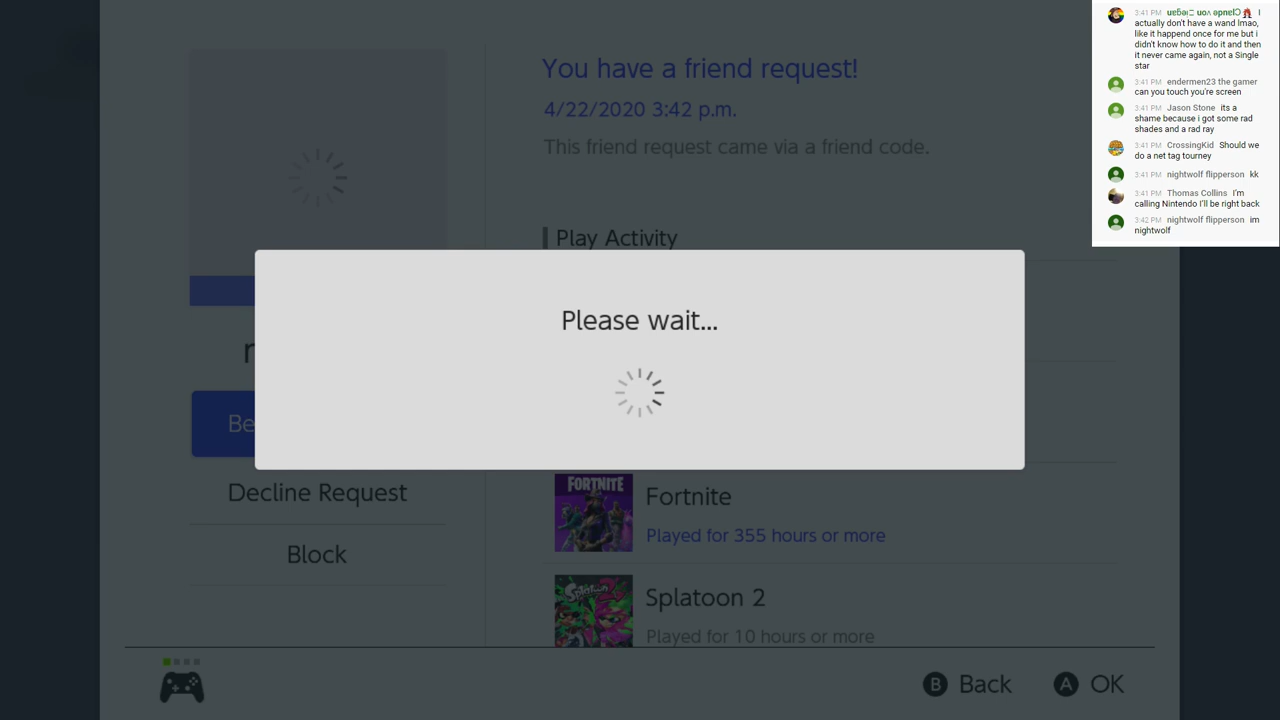 You have a friend request!
4/22/2020 3:42 p.m.
This friend request came via a friend code.
Play Activity
Please wait...
Decline Request
Block
FORTNITE
Fortnite
Played for 355 hours or more
Splatoon 2
Splatoon 2
Played for 10 hours or more
B Back
A OK
3:41 PM
actually don't have a wand lmao,
like it happend once for me but i
didn't know how to do it and then
it never came again, not a Single
star
3:41 PM endermen23 the gamer
can you touch you're screen
3:41 PM Jason Stone its a
shame because i got some rad
shades and a rad ray
3:41 PM CrossingKid Should we
do a net tag tourney
3:41 PM nightwolf flipperson kk
3:41 PM Thomas Collins I'm
calling Nintendo I'll be right back
3:42 PM nightwolf flipperson im
nightwolf